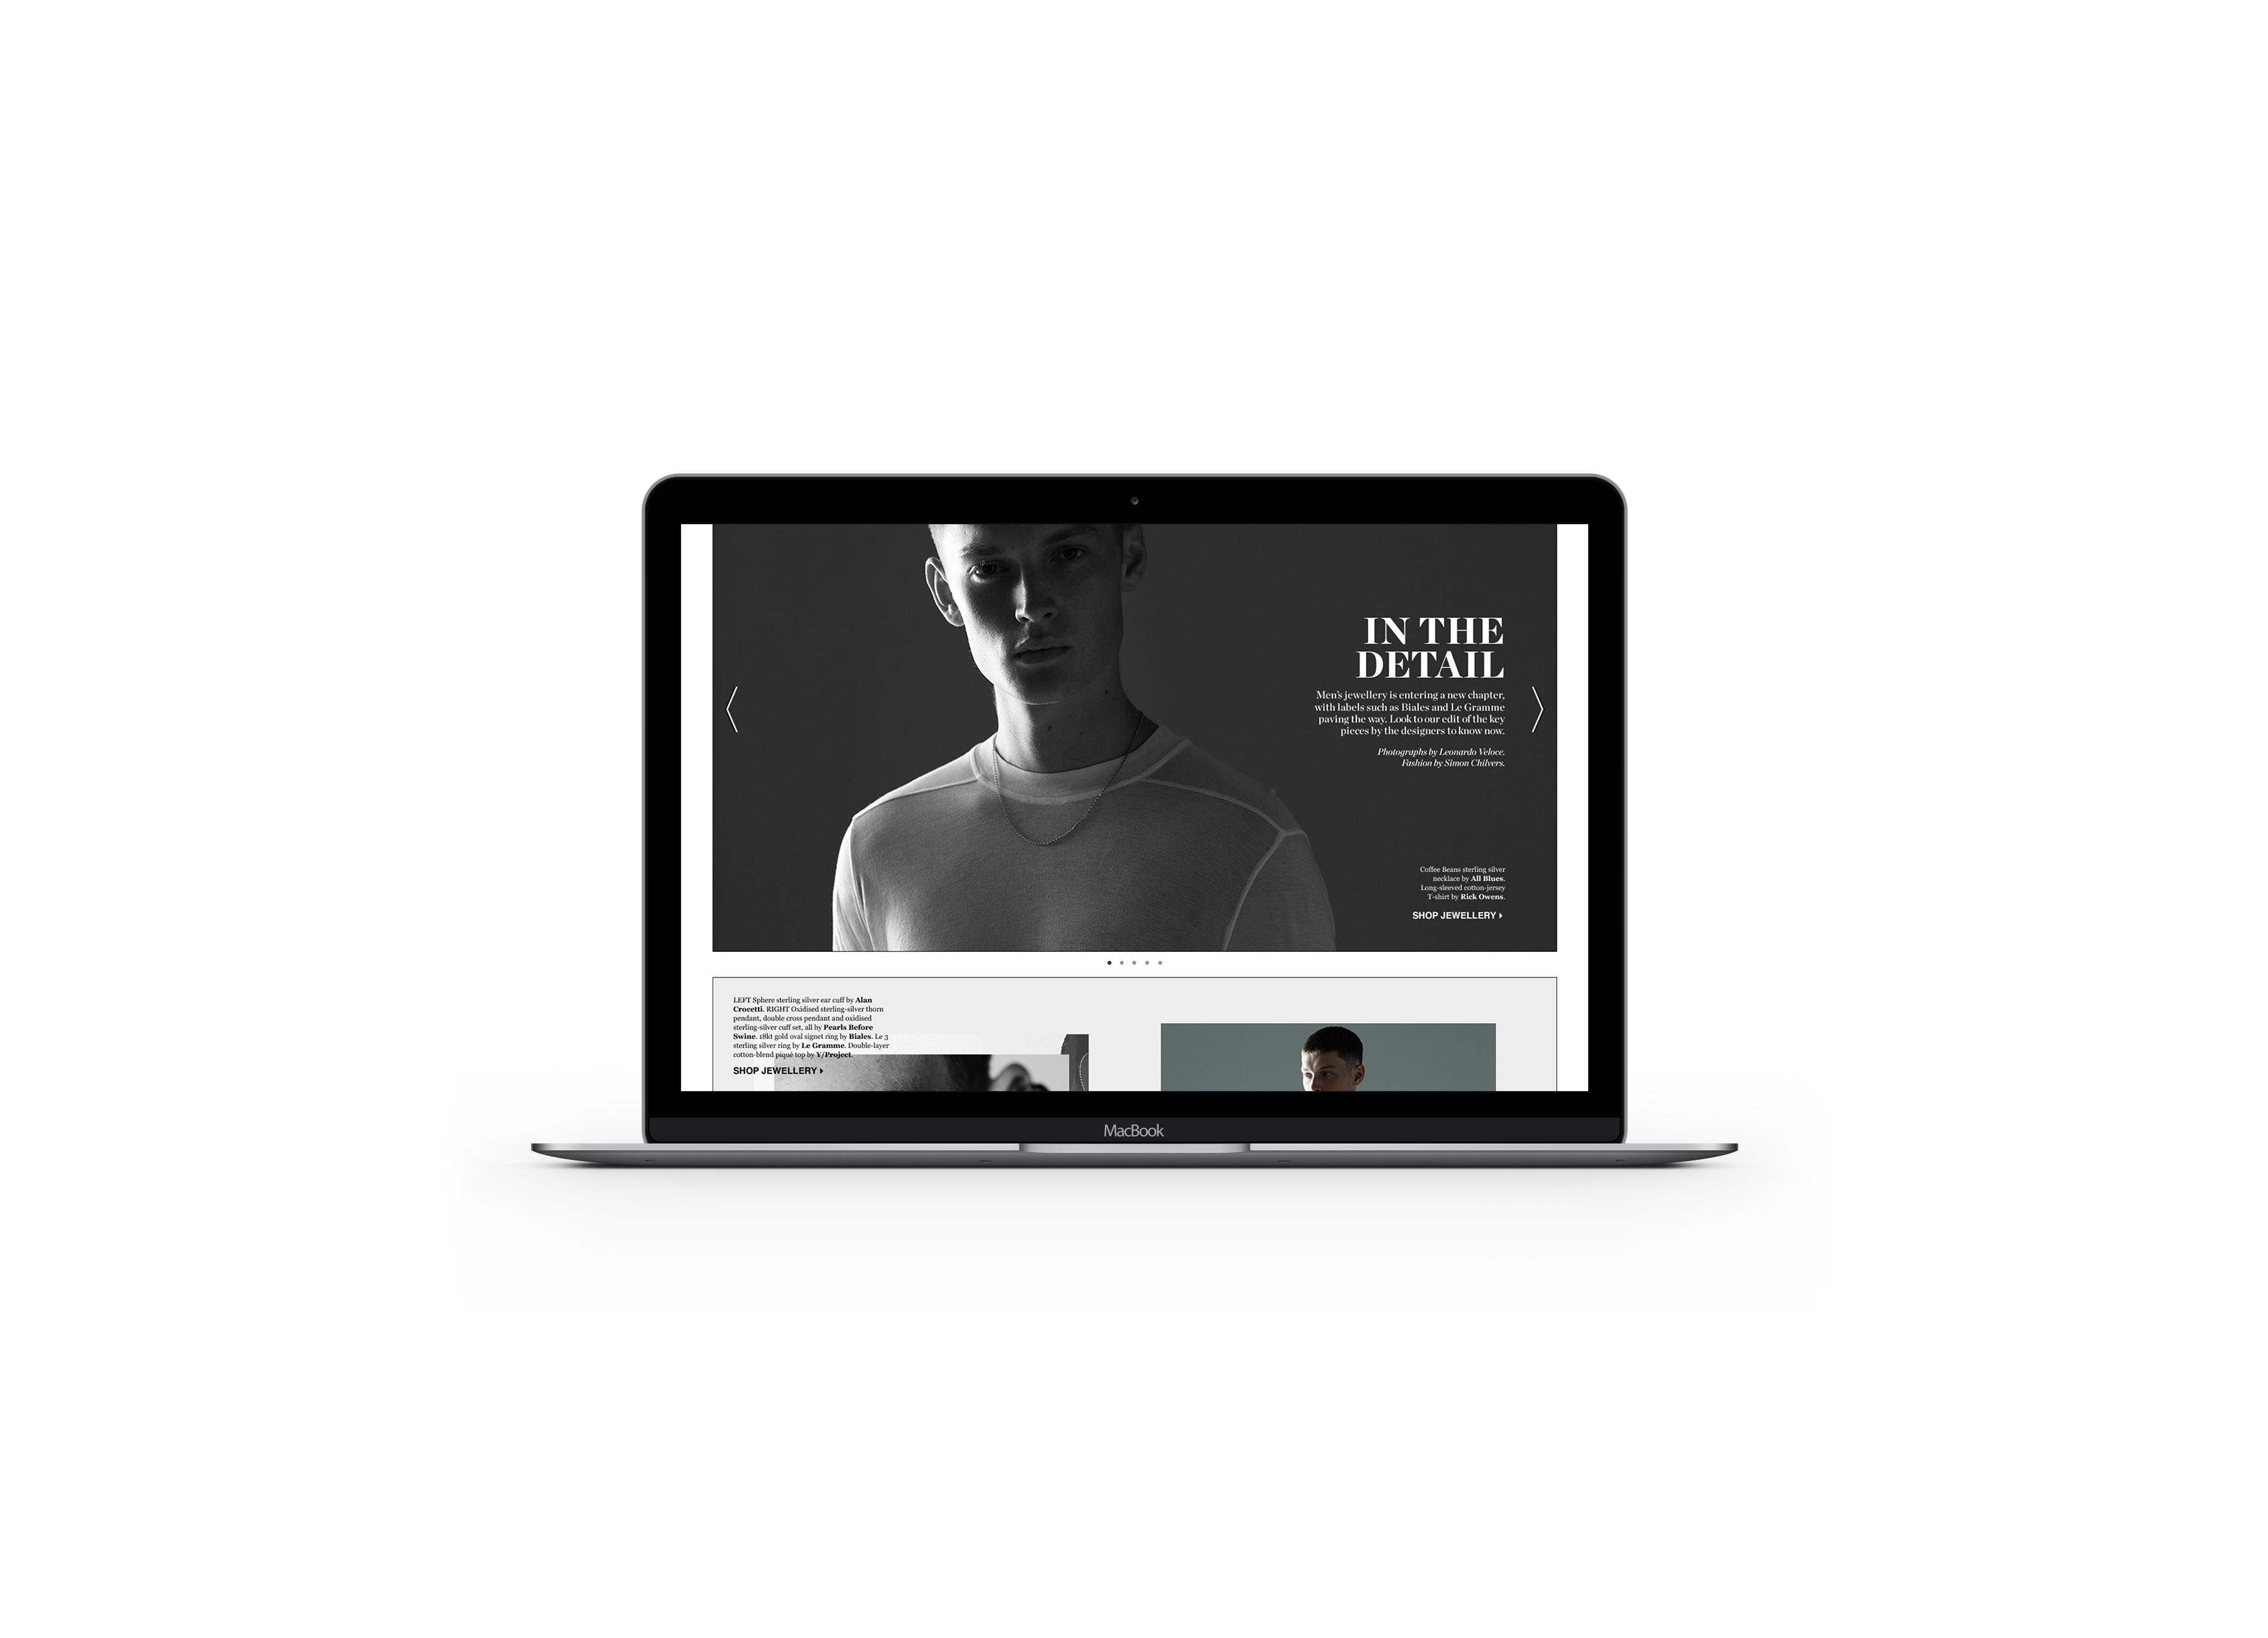 IN THE
DETAIL
Men's jewellery is entering a new chapter,
with labels such as Biales and Le Gramme
paving the way. Look to our edit of the key
pieces by the designers to know now.
Photographs by Leonardo Veloce.
Fashion by Simon Chilvers.
Coffee Beans sterling silver
necklace by All Blues.
Long-sleeved cotton-jersey
T-shirt by Rick Owens.
SHOP JEWELLERY
LEFT Sphere sterling silver ear cuff by Alan
Crocetti. RIGHT Oxidised sterling-silver thorn
pendant, double cross pendant and oxidised
sterling-silver cuff set, all by Pearls Before
Swine. 18kt gold oval signet ring by Biales. Le 3
sterling silver ring by Le Gramme. Double-layer
cotton-blend piqué top by Y/Project.
SHOP JEWELLERY
MacBook